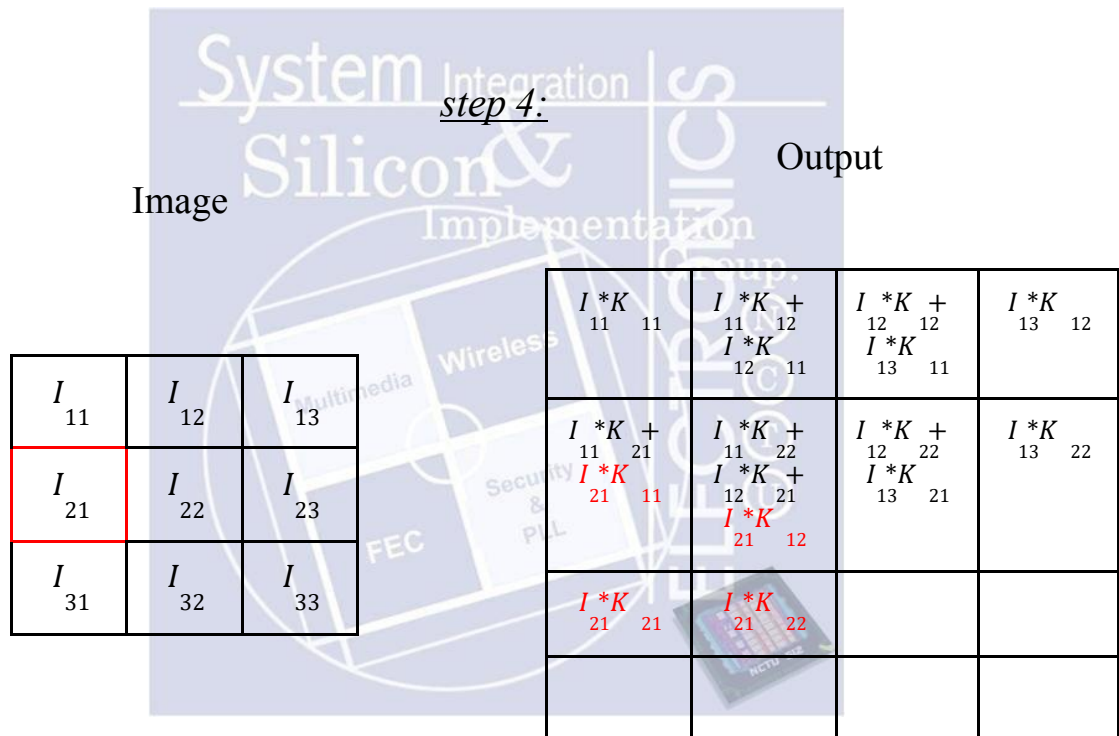 System Integration
step 4:
Silicon & Implementation Group.
ELECTRONICS
Wireless
Multimedia
Security & PLL
FEC
NCTU SI2
Image
Output
I₁₁ I₁₂ I₁₃
I₂₁ I₂₂ I₂₃
I₃₁ I₃₂ I₃₃
I₁₁*K₁₁
I₁₁*K₁₂+
I₁₂*K₁₁
I₁₂*K₁₂+
I₁₃*K₁₁
I₁₃*K₁₂
I₁₁*K₂₁+
I₂₁*K₁₁
I₁₁*K₂₂+
I₁₂*K₂₁+
I₂₁*K₁₂
I₁₂*K₂₂+
I₁₃*K₂₁
I₁₃*K₂₂
I₂₁*K₂₁
I₂₁*K₂₂